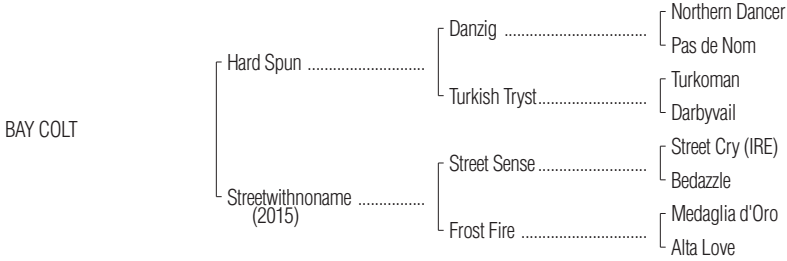 Northern Dancer
Danzig ................................
Pas de Nom
Hard Spun ..........................
Turkoman
Turkish Tryst........................
Darbyvail
BAY COLT
Street Cry (IRE)
Street Sense ........................
Bedazzle
Streetwithnoname ...............
(2015)
Medaglia d'Oro
Frost Fire ............................
Alta Love